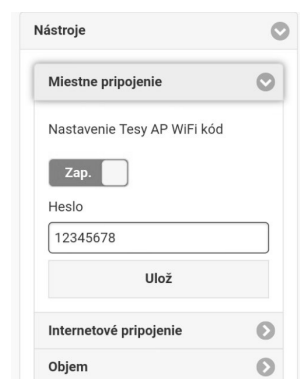 Nástroje
Miestne pripojenie
Nastavenie Tesy AP WiFi kód
Zap.
Heslo
12345678
Ulož
Internetové pripojenie
Objem